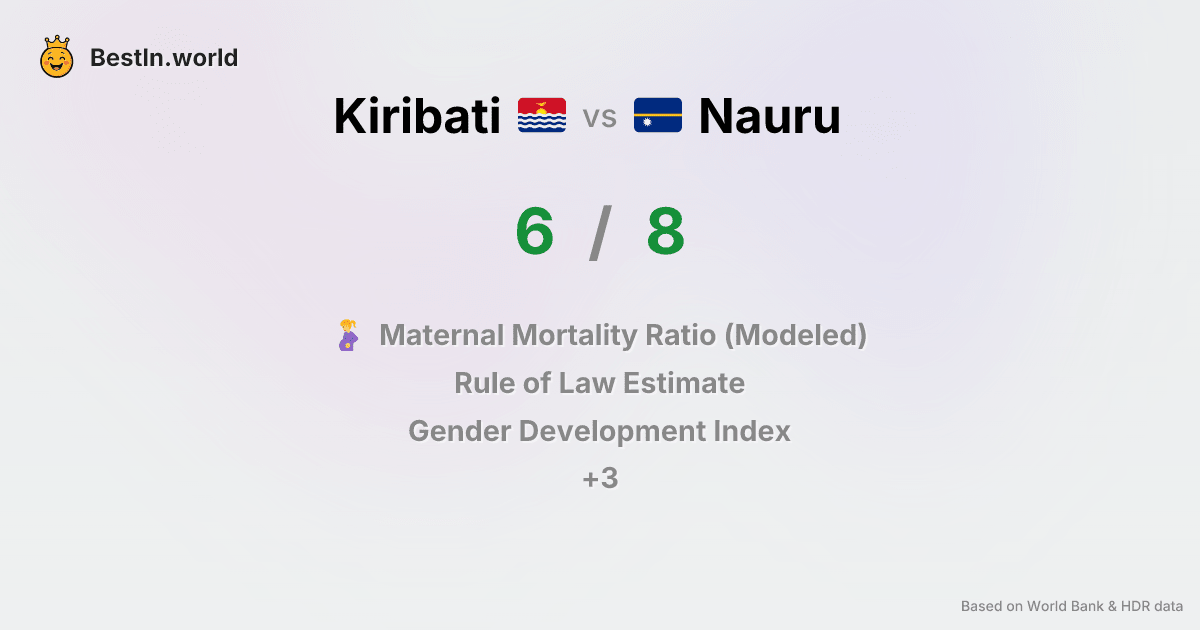 BestIn.world
Kiribati vs Nauru
6 / 8
Maternal Mortality Ratio (Modeled)
Rule of Law Estimate
Gender Development Index
+3
Based on World Bank & HDR data